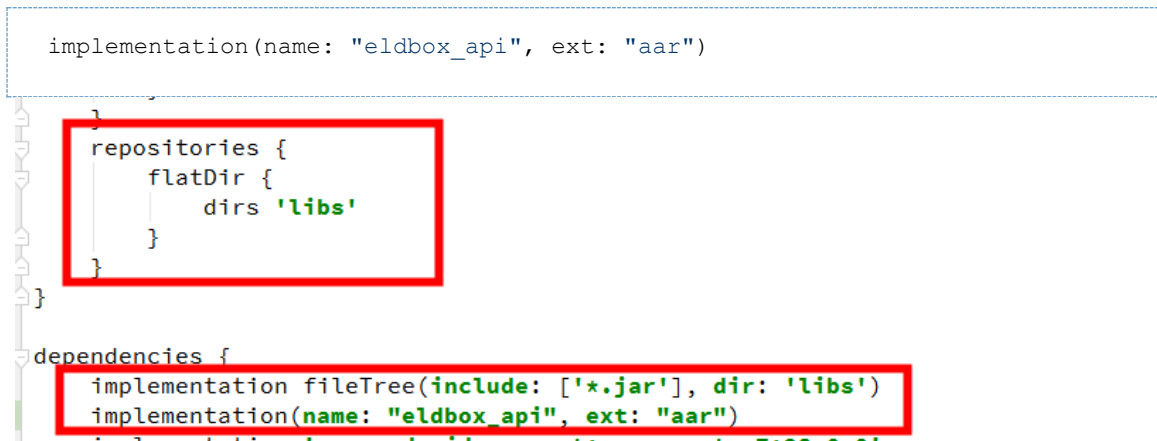 implementation(name: "eldbox_api", ext: "aar")
}
repositories {
flatDir {
dirs 'libs'
}
}
}
dependencies {
implementation fileTree(include: ['*.jar'], dir: 'libs')
implementation(name: "eldbox_api", ext: "aar")